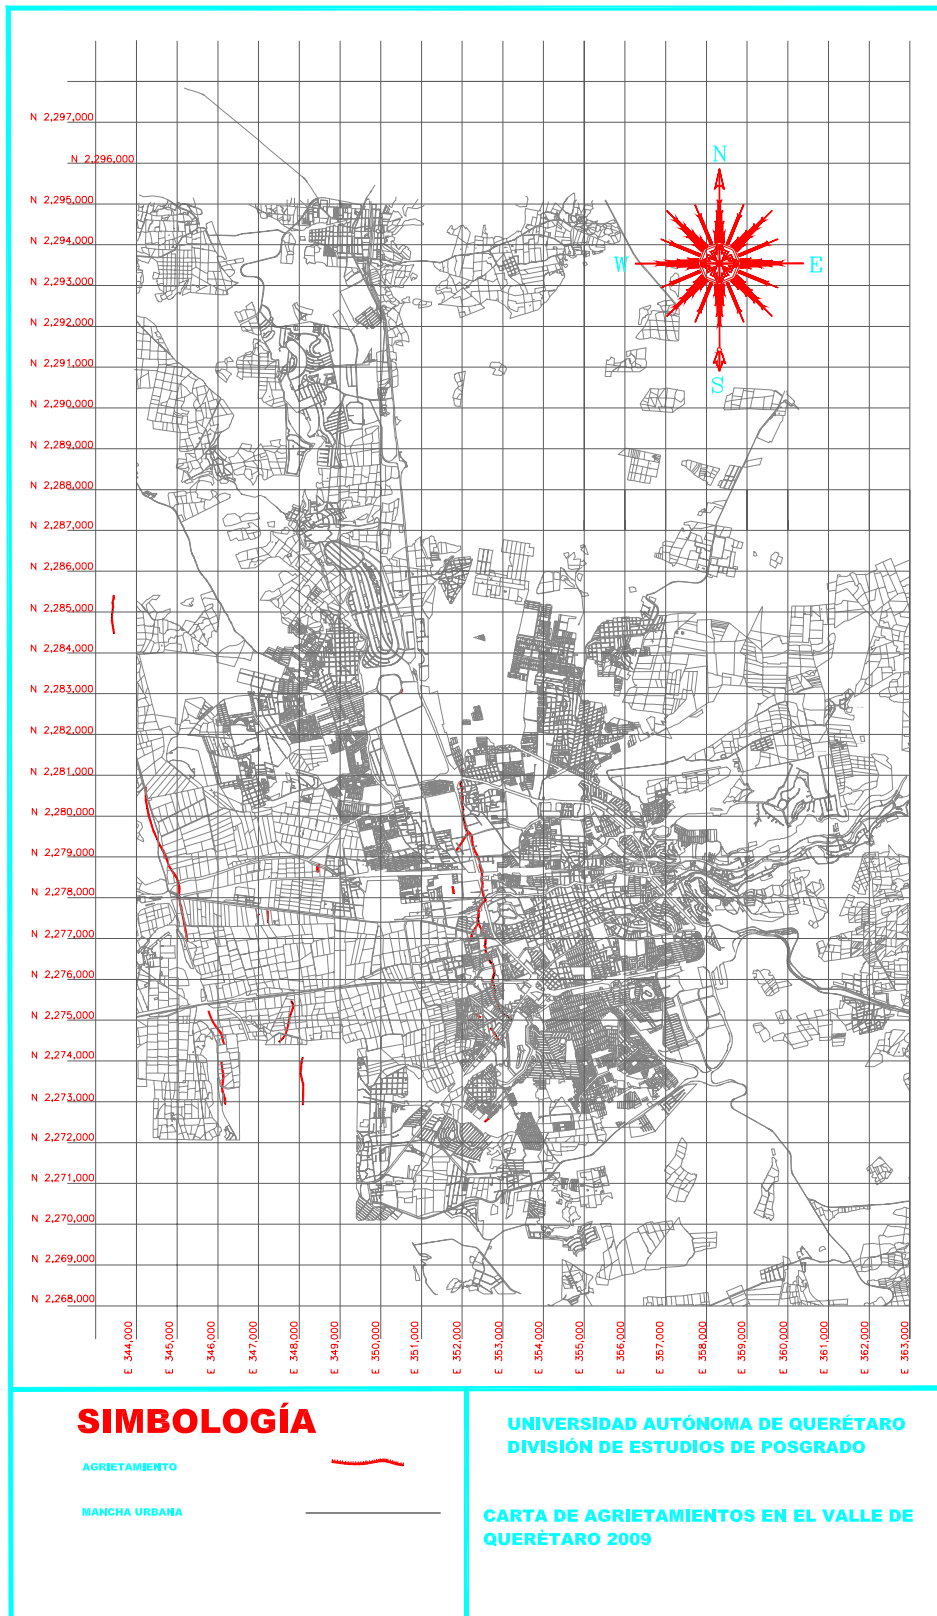 N 2,297,000
N 2,296,000
N 2,295,000
N 2,294,000
N 2,293,000
N 2,292,000
N 2,291,000
N 2,290,000
N 2,289,000
N 2,288,000
N 2,287,000
N 2,286,000
N 2,285,000
N 2,284,000
N 2,283,000
N 2,282,000
N 2,281,000
N 2,280,000
N 2,279,000
N 2,278,000
N 2,277,000
N 2,276,000
N 2,275,000
N 2,274,000
N 2,273,000
N 2,272,000
N 2,271,000
N 2,270,000
N 2,269,000
N 2,268,000
N
W
E
S
E 344,000
E 345,000
E 346,000
E 347,000
E 348,000
E 349,000
E 350,000
E 351,000
E 352,000
E 353,000
E 354,000
E 355,000
E 356,000
E 357,000
E 358,000
E 359,000
E 360,000
E 361,000
E 362,000
E 363,000
SIMBOLOGÍA
AGRIETAMIENTO
MANCHA URBANA
UNIVERSIDAD AUTÓNOMA DE QUERÉTARO
DIVISIÓN DE ESTUDIOS DE POSGRADO
CARTA DE AGRIETAMIENTOS EN EL VALLE DE
QUERÈTARO 2009